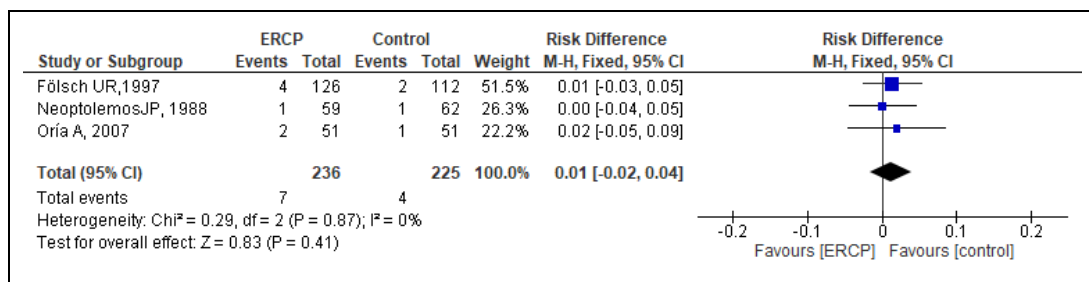 ERCP Control Risk Difference Risk Difference
Study or Subgroup Events Total Events Total Weight M-H, Fixed, 95% CI M-H, Fixed, 95% CI
Fölsch UR,1997 4 126 2 112 51.5% 0.01 [-0.03, 0.05]
NeoptolemosJP, 1988 1 59 1 62 26.3% 0.00 [-0.04, 0.05]
Oría A, 2007 2 51 1 51 22.2% 0.02 [-0.05, 0.09]
Total (95% CI) 236 225 100.0% 0.01 [-0.02, 0.04]
Total events 7 4
Heterogeneity: Chi² = 0.29, df = 2 (P = 0.87); I² = 0%
Test for overall effect: Z = 0.83 (P = 0.41)
-0.2 -0.1 0 0.1 0.2
Favours [ERCP] Favours [control]